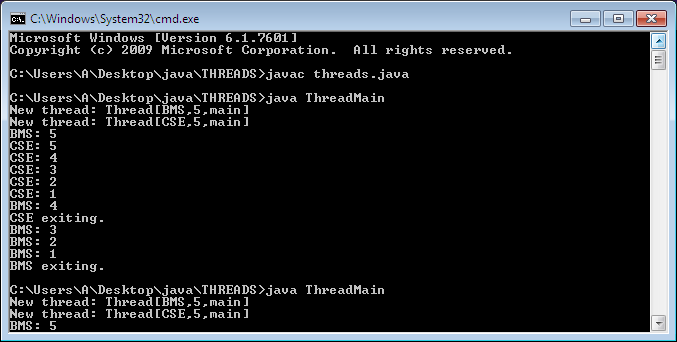 C:\Windows\System32\cmd.exe
Microsoft Windows [Version 6.1.7601]
Copyright (c) 2009 Microsoft Corporation.  All rights reserved.
C:\Users\A\Desktop\java\THREADS>javac threads.java
C:\Users\A\Desktop\java\THREADS>java ThreadMain
New thread: Thread[BMS,5,main]
New thread: Thread[CSE,5,main]
BMS: 5
CSE: 5
CSE: 4
CSE: 3
CSE: 2
CSE: 1
BMS: 4
CSE exiting.
BMS: 3
BMS: 2
BMS: 1
BMS exiting.
C:\Users\A\Desktop\java\THREADS>java ThreadMain
New thread: Thread[BMS,5,main]
New thread: Thread[CSE,5,main]
BMS: 5